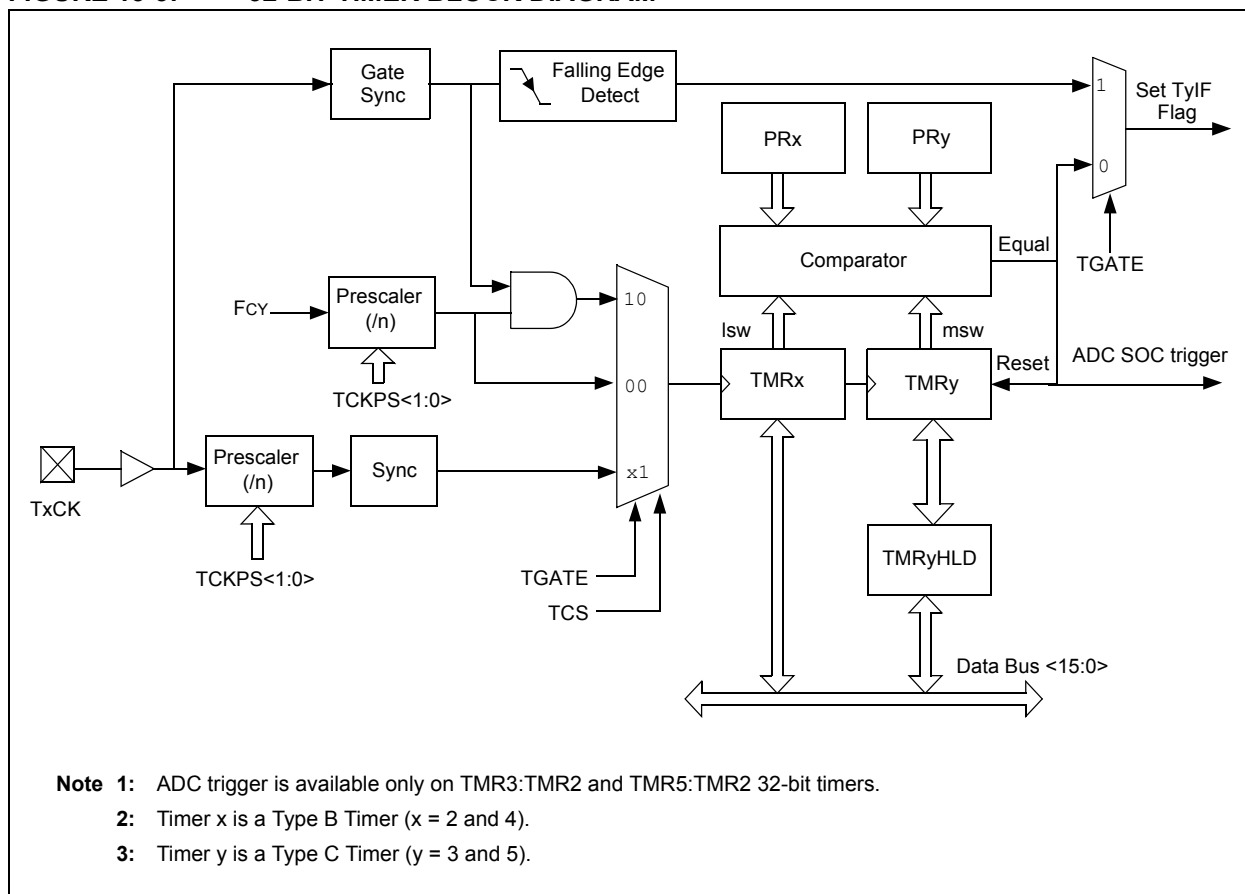 Gate
Sync
Falling Edge
Detect
1
Set TyIF
Flag
PRx
PRy
0
Comparator
Equal
TGATE
FCY
Prescaler
(/n)
10
lsw
msw
TCKPS<1:0>
00
TMRx
TMRy
Reset
ADC SOC trigger
TxCK
Prescaler
(/n)
Sync
x1
TCKPS<1:0>
TGATE
TCS
TMRyHLD
Data Bus <15:0>
Note 1: ADC trigger is available only on TMR3:TMR2 and TMR5:TMR2 32-bit timers.
2: Timer x is a Type B Timer (x = 2 and 4).
3: Timer y is a Type C Timer (y = 3 and 5).